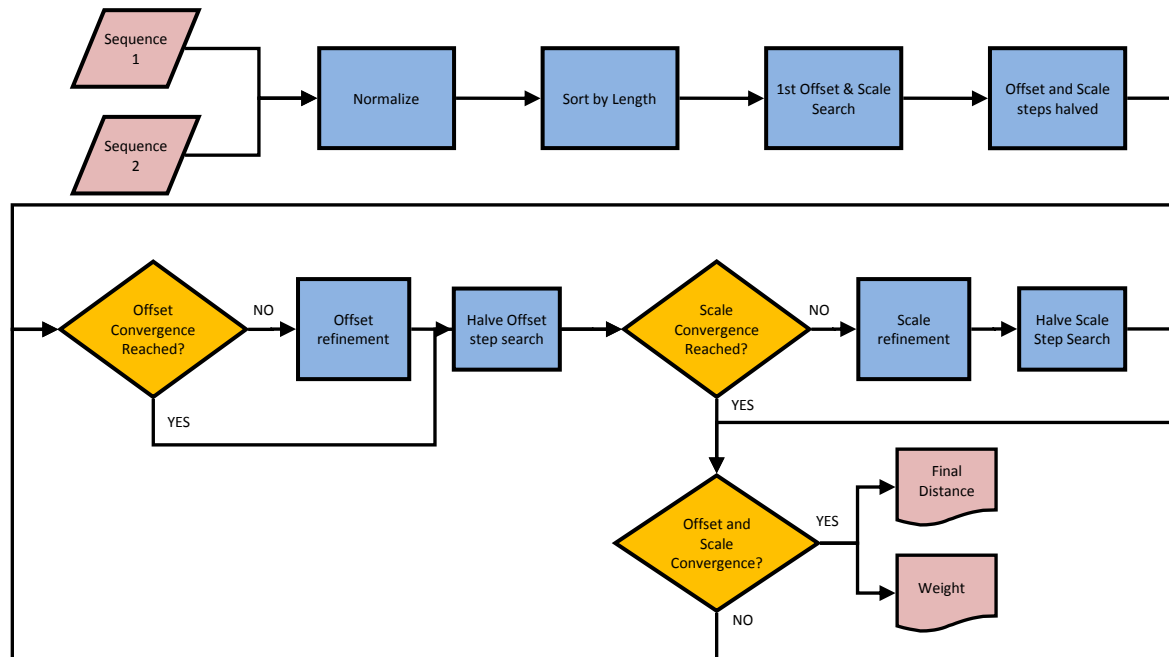 Sequence
1
Normalize
Sort by Length
1st Offset & Scale
Search
Offset and Scale
steps halved
Sequence
2
Offset
Convergence
Reached?
NO
Offset
refinement
Halve Offset
step search
Scale
Convergence
Reached?
NO
Scale
refinement
Halve Scale
Step Search
YES
YES
Offset and
Scale
Convergence?
YES
Final
Distance
Weight
NO